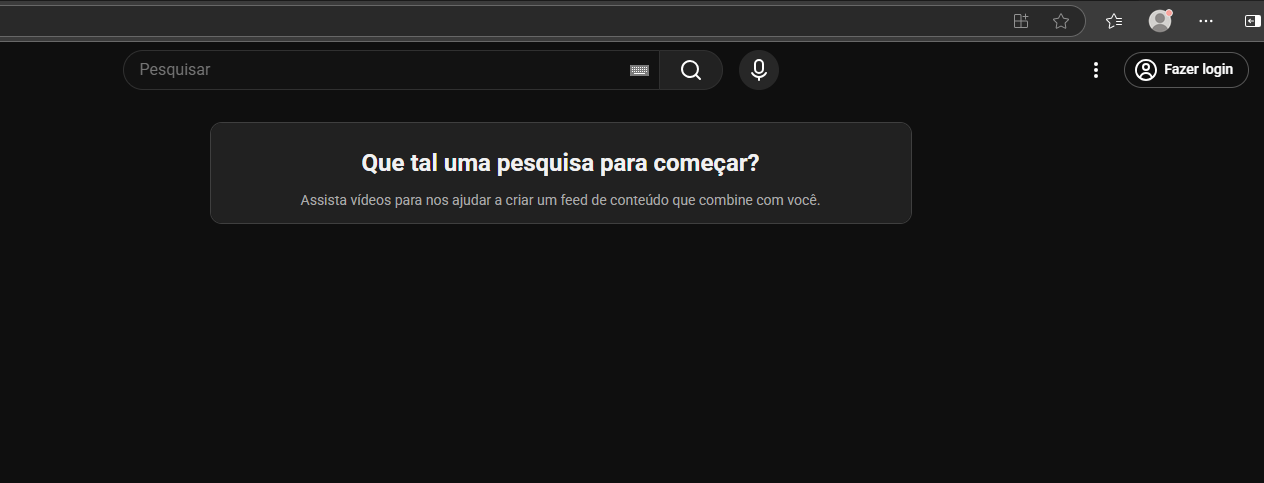 Pesquisar
Fazer login
Que tal uma pesquisa para começar?
Assista vídeos para nos ajudar a criar um feed de conteúdo que combine com você.